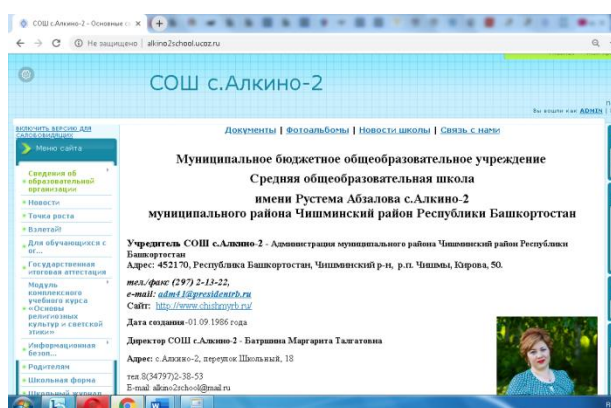 СОШ с.Алкино-2 - Основные с
Не защищено | alkino2school.ucoz.ru
СОШ с.Алкино-2
Вы вошли как ADMIN
ВКЛЮЧИТЬ ВЕРСИЮ ДЛЯ
СЛАБОВИДЯЩИХ
Документы | Фотоальбомы | Новости школы | Связь с нами
Меню сайта
Сведения об
образовательной
организации
Новости
Точка роста
Взлетай!
Для обучающихся с
ог...
Государственная
итоговая аттестация
Модуль
комплексного
учебного курса
«Основы
религиозных
культур и светской
этики»
Информационная
безоп...
Родителям
Школьная форма
Школьный журнал
Муниципальное бюджетное общеобразовательное учреждение
Средняя общеобразовательная школа
имени Рустема Абзалова с.Алкино-2
муниципального района Чишминский район Республики Башкортостан
Учредитель СОШ с.Алкино-2 - Администрация муниципального района Чишминский район Республики
Башкортостан
Адрес: 452170, Республика Башкортостан, Чишминский р-н, р.п. Чишмы, Кирова, 50.
тел./факс (297) 2-13-22,
e-mail: adm41@presidentrb.ru
Сайт: http://www.chishmyrb.ru/
Дата создания-01.09.1986 года
Директор СОШ с.Алкино-2 - Батршина Маргарита Талгатовна
Адрес: с.Алкино-2, переулок Школьный, 18
тел.8(34797)2-38-53
E-mail: alkino2school@mail.ru